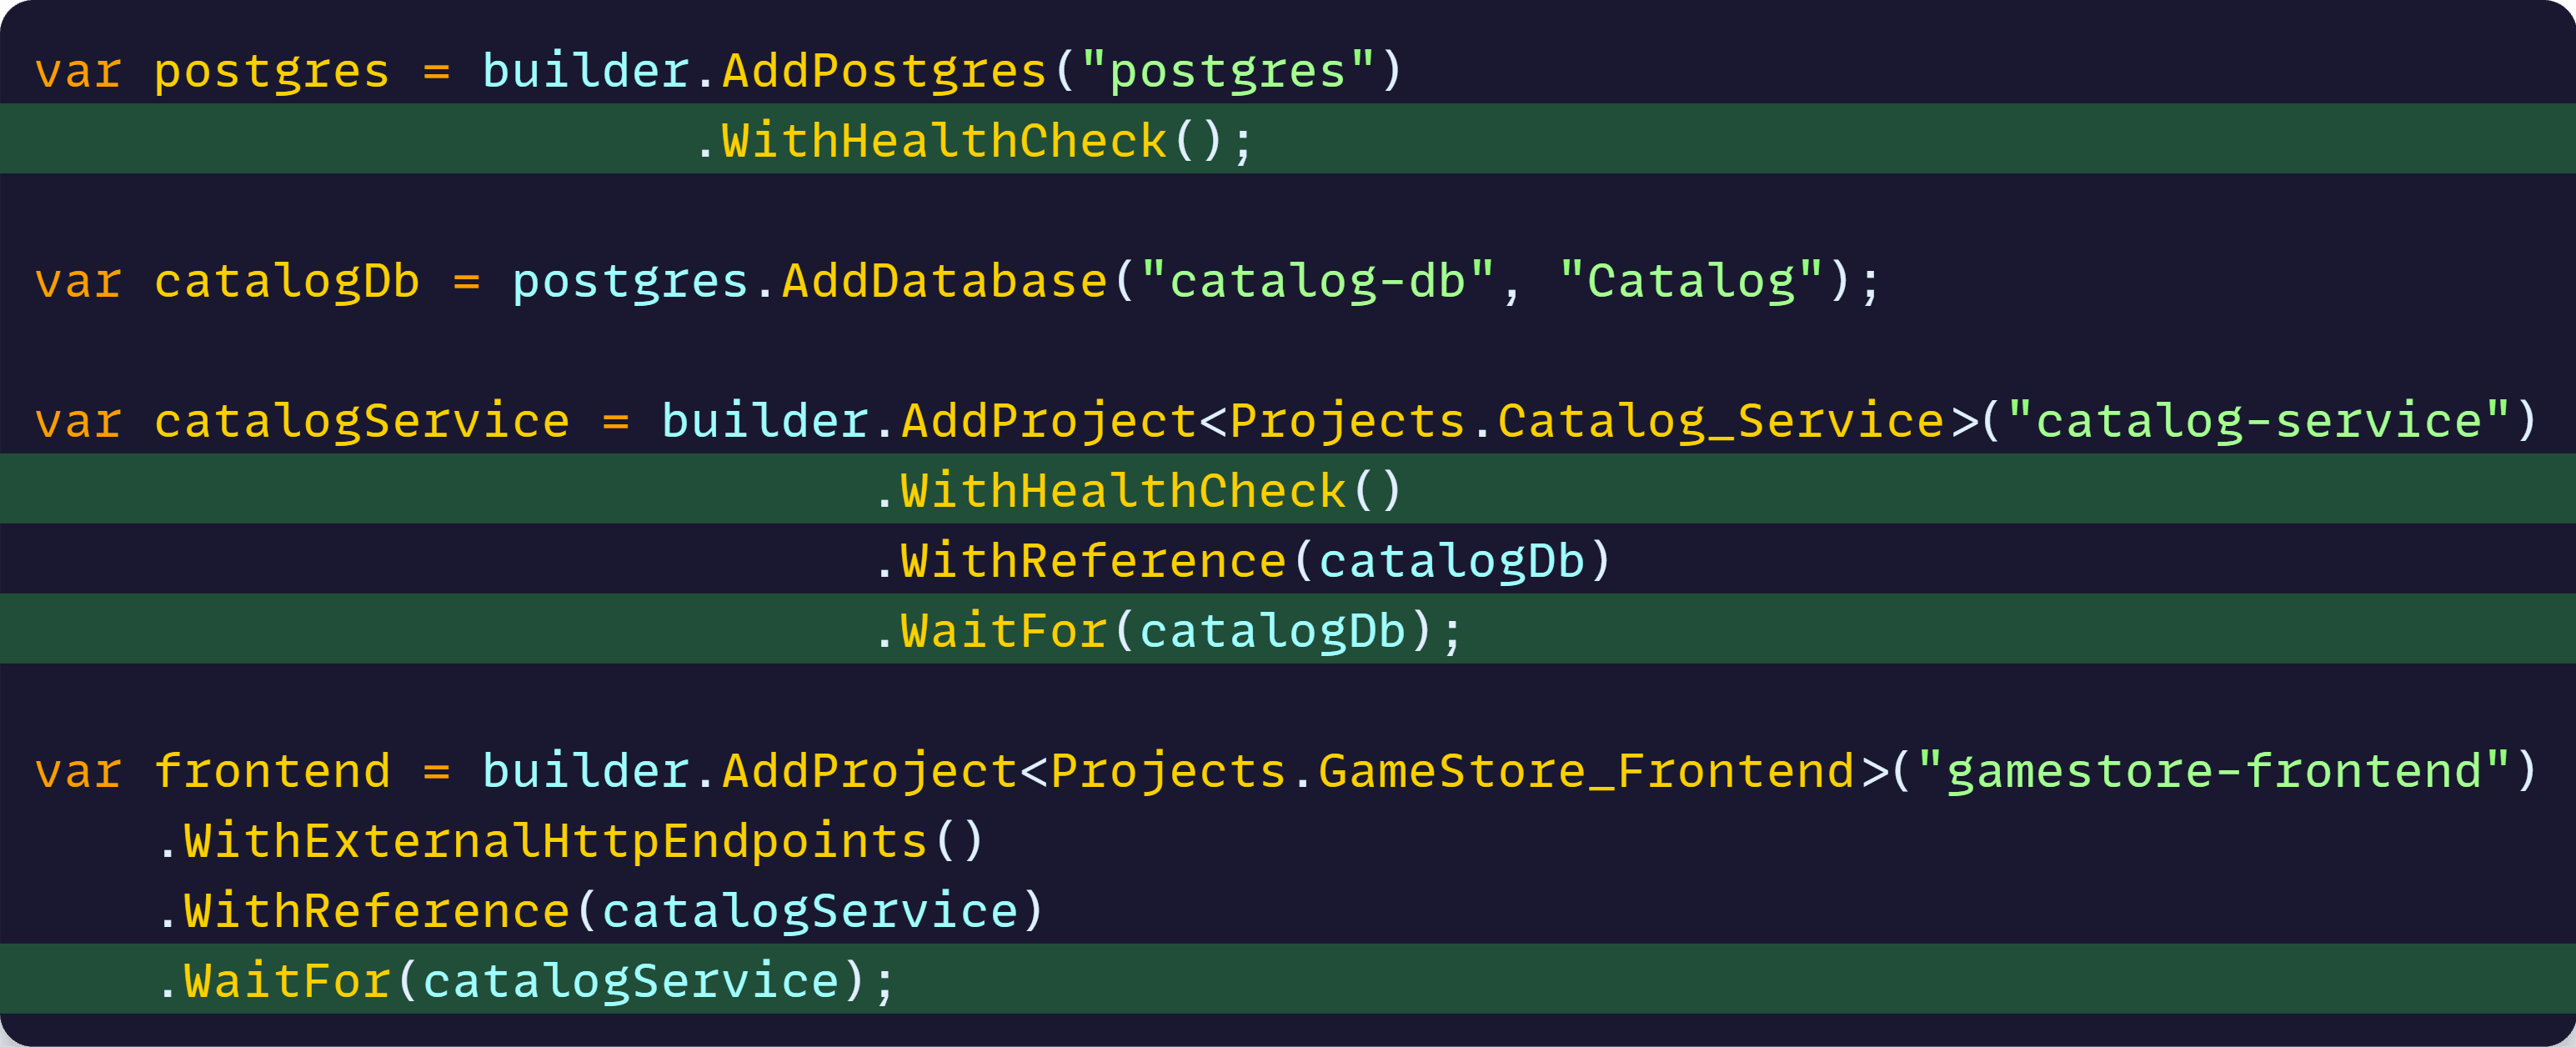 var postgres = builder.AddPostgres("postgres")
                      .WithHealthCheck();

var catalogDb = postgres.AddDatabase("catalog-db", "Catalog");

var catalogService = builder.AddProject<Projects.Catalog_Service>("catalog-service")
                            .WithHealthCheck()
                            .WithReference(catalogDb)
                            .WaitFor(catalogDb);

var frontend = builder.AddProject<Projects.GameStore_Frontend>("gamestore-frontend")
    .WithExternalHttpEndpoints()
    .WithReference(catalogService)
    .WaitFor(catalogService);